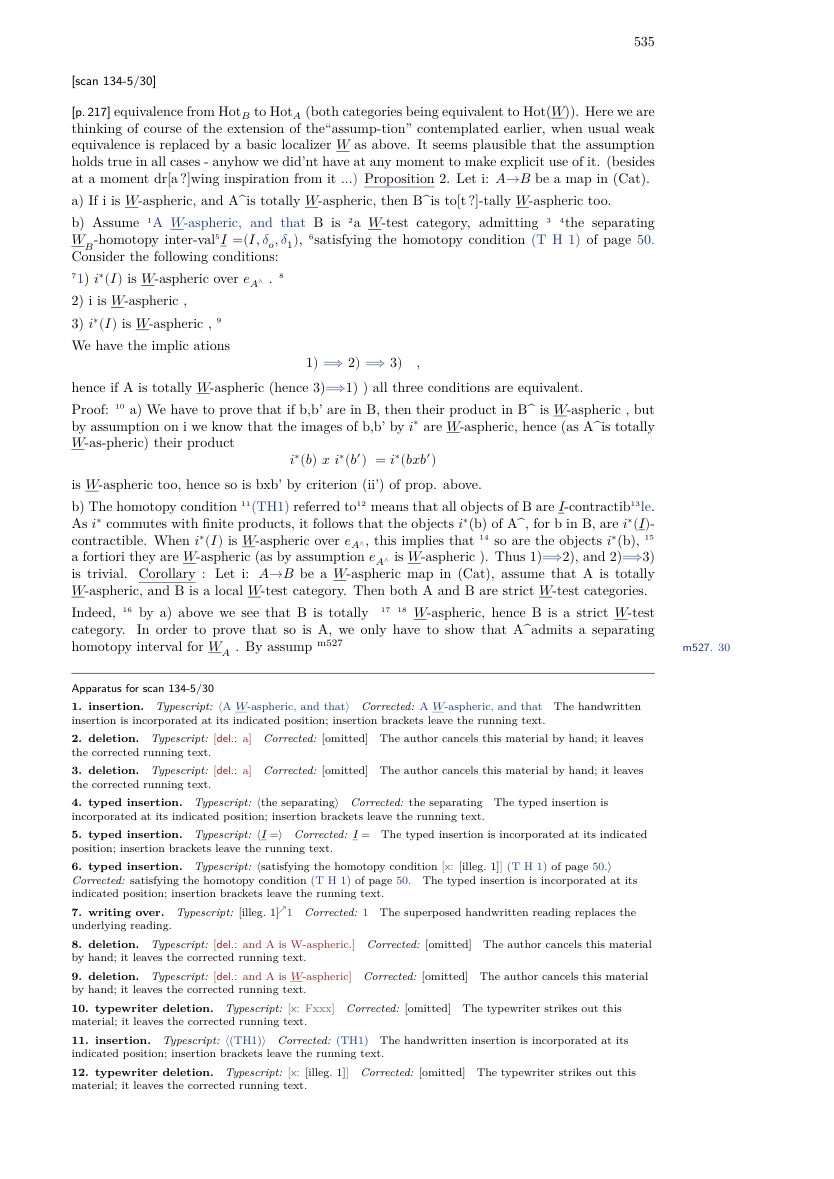 535
[scan 134-5/30]
[p. 217] equivalence from Hot_B to Hot_A (both categories being equivalent to Hot(W)). Here we are
thinking of course of the extension of the“assump-tion” contemplated earlier, when usual weak
equivalence is replaced by a basic localizer W as above. It seems plausible that the assumption
holds true in all cases - anyhow we did'nt have at any moment to make explicit use of it. (besides
at a moment dr[a ?]wing inspiration from it ...) Proposition 2. Let i: A→B be a map in (Cat).
a) If i is W-aspheric, and A^is totally W-aspheric, then B^is to[t ?]-tally W-aspheric too.
b) Assume ¹A W-aspheric, and that B is ²a W-test category, admitting ³ ⁴the separating
W_B-homotopy inter-val⁵I =(I, δ_o, δ_1), ⁶satisfying the homotopy condition (T H 1) of page 50.
Consider the following conditions:
⁷1) i*(I) is W-aspheric over e_A^ . ⁸
2) i is W-aspheric ,
3) i*(I) is W-aspheric , ⁹
We have the implic ations
1) ⟹ 2) ⟹ 3) ,
hence if A is totally W-aspheric (hence 3)⟹1) ) all three conditions are equivalent.
Proof: ¹⁰ a) We have to prove that if b,b' are in B, then their product in B^ is W-aspheric , but
by assumption on i we know that the images of b,b' by i* are W-aspheric, hence (as A^is totally
W-as-pheric) their product
i*(b) x i*(b′) = i*(bxb′)
is W-aspheric too, hence so is bxb' by criterion (ii') of prop. above.
b) The homotopy condition ¹¹(TH1) referred to¹² means that all objects of B are I-contractib¹³le.
As i* commutes with finite products, it follows that the objects i*(b) of A^, for b in B, are i*(I)-
contractible. When i*(I) is W-aspheric over e_A^, this implies that ¹⁴ so are the objects i*(b), ¹⁵
a fortiori they are W-aspheric (as by assumption e_A^ is W-aspheric ). Thus 1)⟹2), and 2)⟹3)
is trivial. Corollary : Let i: A→B be a W-aspheric map in (Cat), assume that A is totally
W-aspheric, and B is a local W-test category. Then both A and B are strict W-test categories.
Indeed, ¹⁶ by a) above we see that B is totally ¹⁷ ¹⁸ W-aspheric, hence B is a strict W-test
category. In order to prove that so is A, we only have to show that A^admits a separating
homotopy interval for W_A . By assump m527
m527. 30
Apparatus for scan 134-5/30
1. insertion. Typescript: ⟨A W-aspheric, and that⟩ Corrected: A W-aspheric, and that The handwritten
insertion is incorporated at its indicated position; insertion brackets leave the running text.
2. deletion. Typescript: [del.: a] Corrected: [omitted] The author cancels this material by hand; it leaves
the corrected running text.
3. deletion. Typescript: [del.: a] Corrected: [omitted] The author cancels this material by hand; it leaves
the corrected running text.
4. typed insertion. Typescript: ⟨the separating⟩ Corrected: the separating The typed insertion is
incorporated at its indicated position; insertion brackets leave the running text.
5. typed insertion. Typescript: ⟨I =⟩ Corrected: I = The typed insertion is incorporated at its indicated
position; insertion brackets leave the running text.
6. typed insertion. Typescript: ⟨satisfying the homotopy condition [x: [illeg. 1]] (T H 1) of page 50.⟩
Corrected: satisfying the homotopy condition (T H 1) of page 50. The typed insertion is incorporated at its
indicated position; insertion brackets leave the running text.
7. writing over. Typescript: [illeg. 1]↗1 Corrected: 1 The superposed handwritten reading replaces the
underlying reading.
8. deletion. Typescript: [del.: and A is W-aspheric.] Corrected: [omitted] The author cancels this material
by hand; it leaves the corrected running text.
9. deletion. Typescript: [del.: and A is W-aspheric] Corrected: [omitted] The author cancels this material
by hand; it leaves the corrected running text.
10. typewriter deletion. Typescript: [x: Fxxx] Corrected: [omitted] The typewriter strikes out this
material; it leaves the corrected running text.
11. insertion. Typescript: ⟨(TH1)⟩ Corrected: (TH1) The handwritten insertion is incorporated at its
indicated position; insertion brackets leave the running text.
12. typewriter deletion. Typescript: [x: [illeg. 1]] Corrected: [omitted] The typewriter strikes out this
material; it leaves the corrected running text.